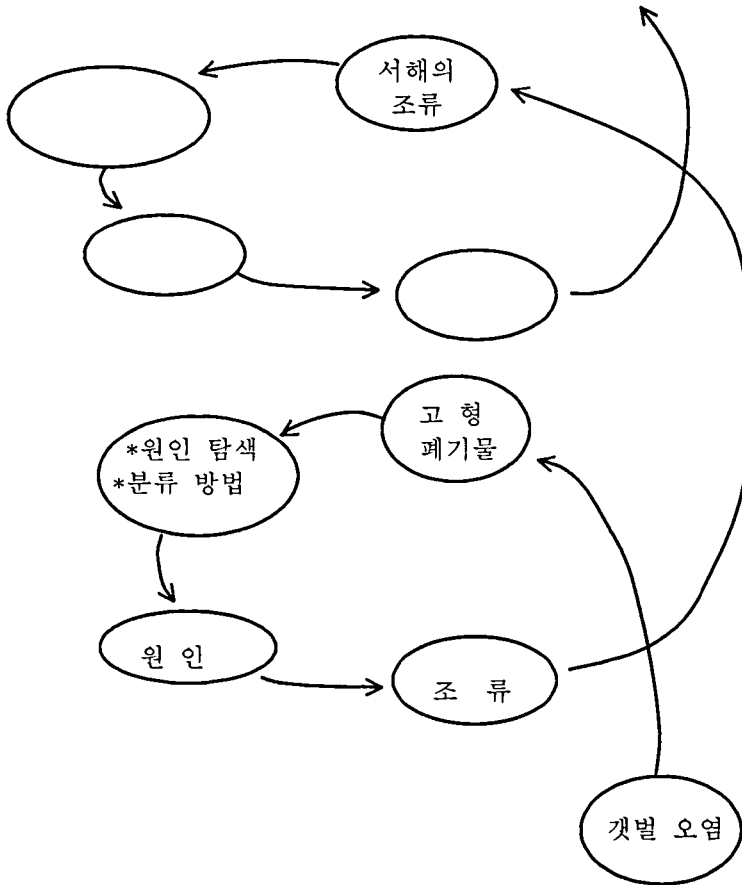 서해의
조류
고 형
폐기물
*원인 탐색
*분류 방법
원 인
조 류
갯벌 오염